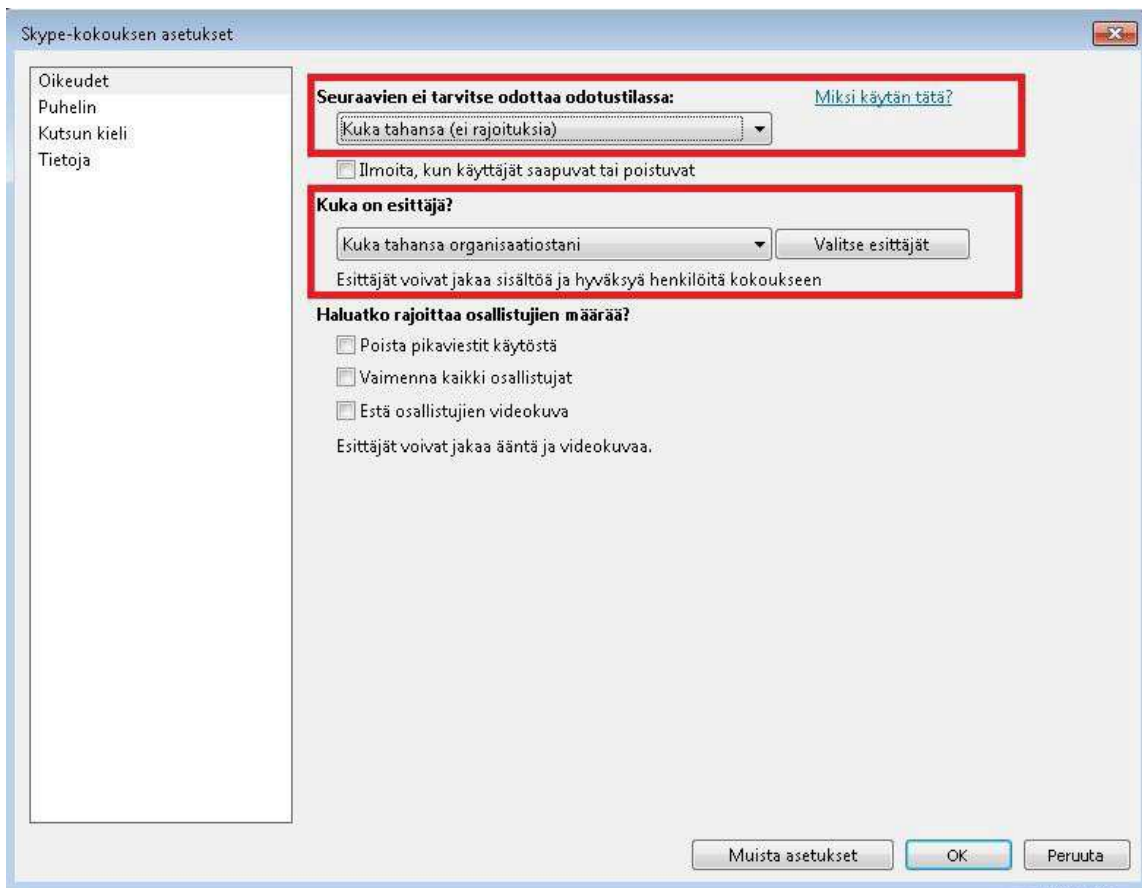 Skype-kokouksen asetukset
Oikeudet
Puhelin
Kutsun kieli
Tietoja
Seuraavien ei tarvitse odottaa odotustilassa:
Miksi käytän tätä?
Kuka tahansa (ei rajoituksia)
Ilmoita, kun käyttäjät saapuvat tai poistuvat
Kuka on esittäjä?
Kuka tahansa organisaatiostani
Valitse esittäjät
Esittäjät voivat jakaa sisältöä ja hyväksyä henkilöitä kokoukseen
Haluatko rajoittaa osallistujien määrää?
Poista pikaviestit käytöstä
Vaimenna kaikki osallistujat
Estä osallistujien videokuva
Esittäjät voivat jakaa ääntä ja videokuvaa.
Muista asetukset
OK
Peruuta